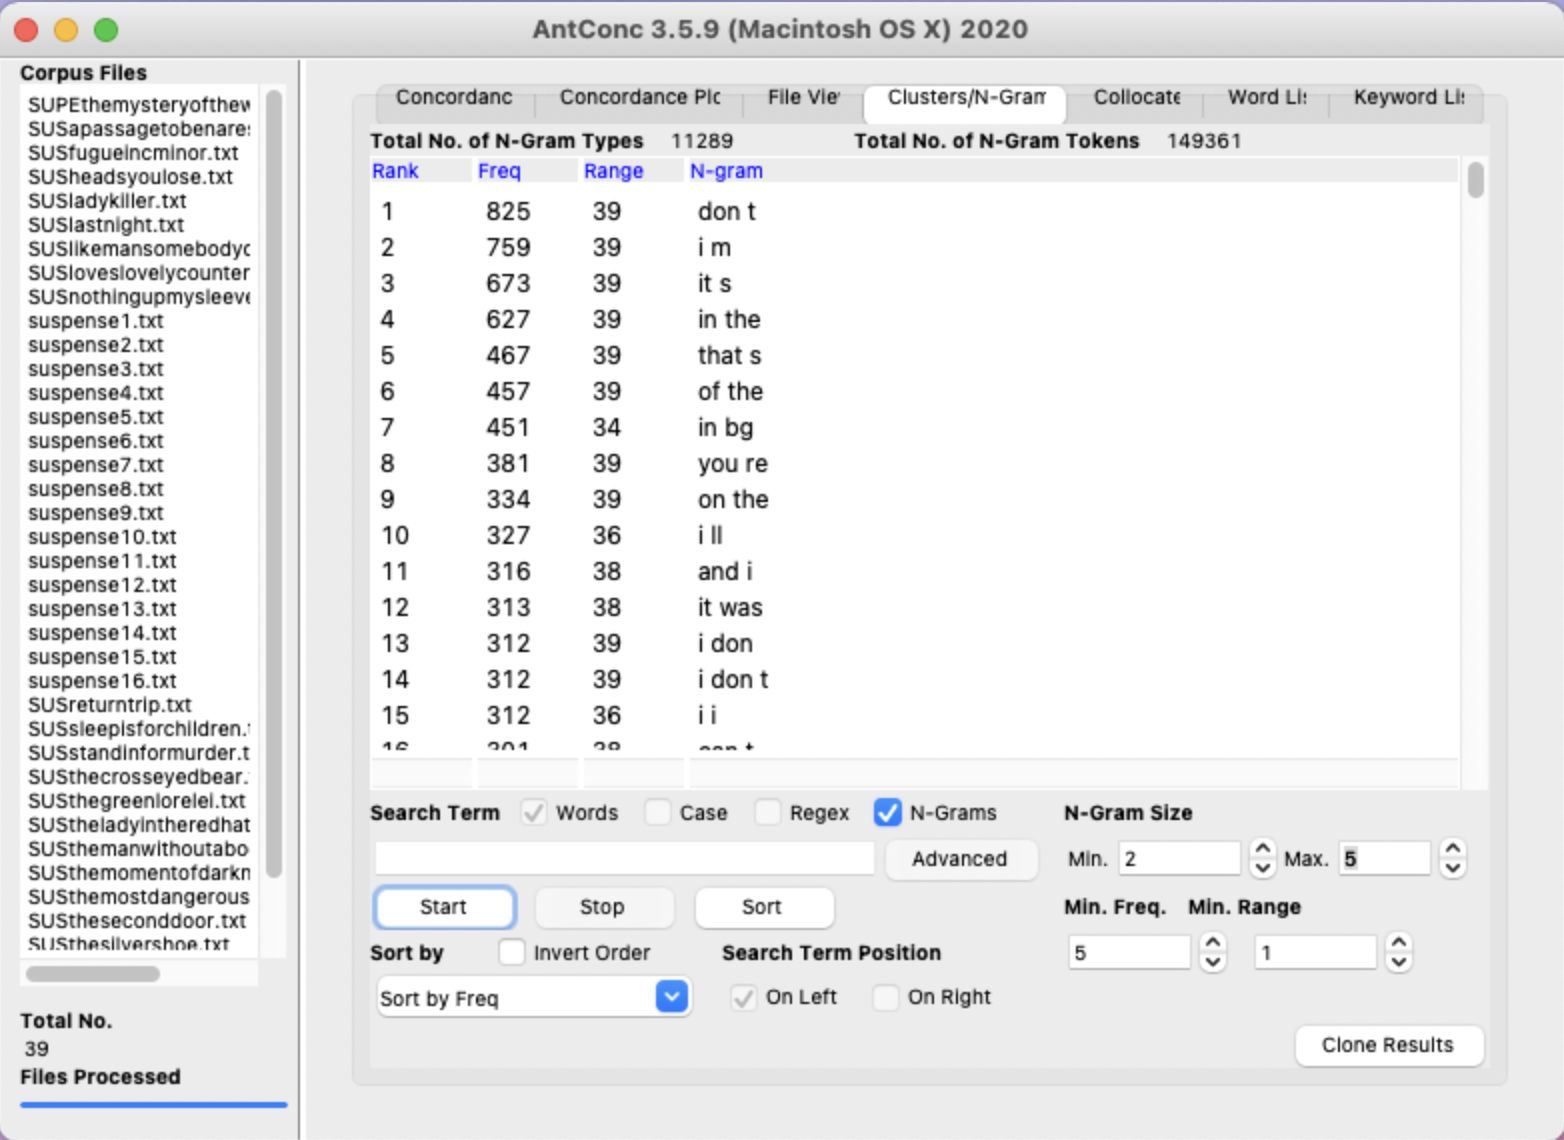 AntConc 3.5.9 (Macintosh OS X) 2020
Corpus Files
SUPEthemysteryofthew
SUSapassagetobenares
SUSfugueincminor.txt
SUSheadsyoulose.txt
SUSladykiller.txt
SUSlastnight.txt
SUSlikemansomebodyc
SUSloveslovelycounter
SUSnothingupmysleeve
suspense1.txt
suspense2.txt
suspense3.txt
suspense4.txt
suspense5.txt
suspense6.txt
suspense7.txt
suspense8.txt
suspense9.txt
suspense10.txt
suspense11.txt
suspense12.txt
suspense13.txt
suspense14.txt
suspense15.txt
suspense16.txt
SUSreturntrip.txt
SUSsleepisforchildren.t
SUSstandinformurder.t
SUSthecrosseyedbear.
SUSthegreenlorelei.txt
SUStheladyintheredhat
SUSthemanwithoutabo
SUSthemomentofdarkn
SUSthemostdangerous
SUStheseconddoor.txt
SUSthesilvershoe.txt
Total No.
39
Files Processed
Concordanc Concordance Plc File Vie Clusters/N-Gram Collocate Word Lis Keyword Lis
Total No. of N-Gram Types 11289 Total No. of N-Gram Tokens 149361
Rank Freq Range N-gram
1 825 39 don t
2 759 39 i m
3 673 39 it s
4 627 39 in the
5 467 39 that s
6 457 39 of the
7 451 34 in bg
8 381 39 you re
9 334 39 on the
10 327 36 i ll
11 316 38 and i
12 313 38 it was
13 312 39 i don
14 312 39 i don t
15 312 36 i i
16 301 38 can t
Search Term Words Case Regex N-Grams N-Gram Size
Advanced Min. 2 Max. 5
Start Stop Sort Min. Freq. Min. Range
Sort by Invert Order Search Term Position 5 1
Sort by Freq On Left On Right
Clone Results